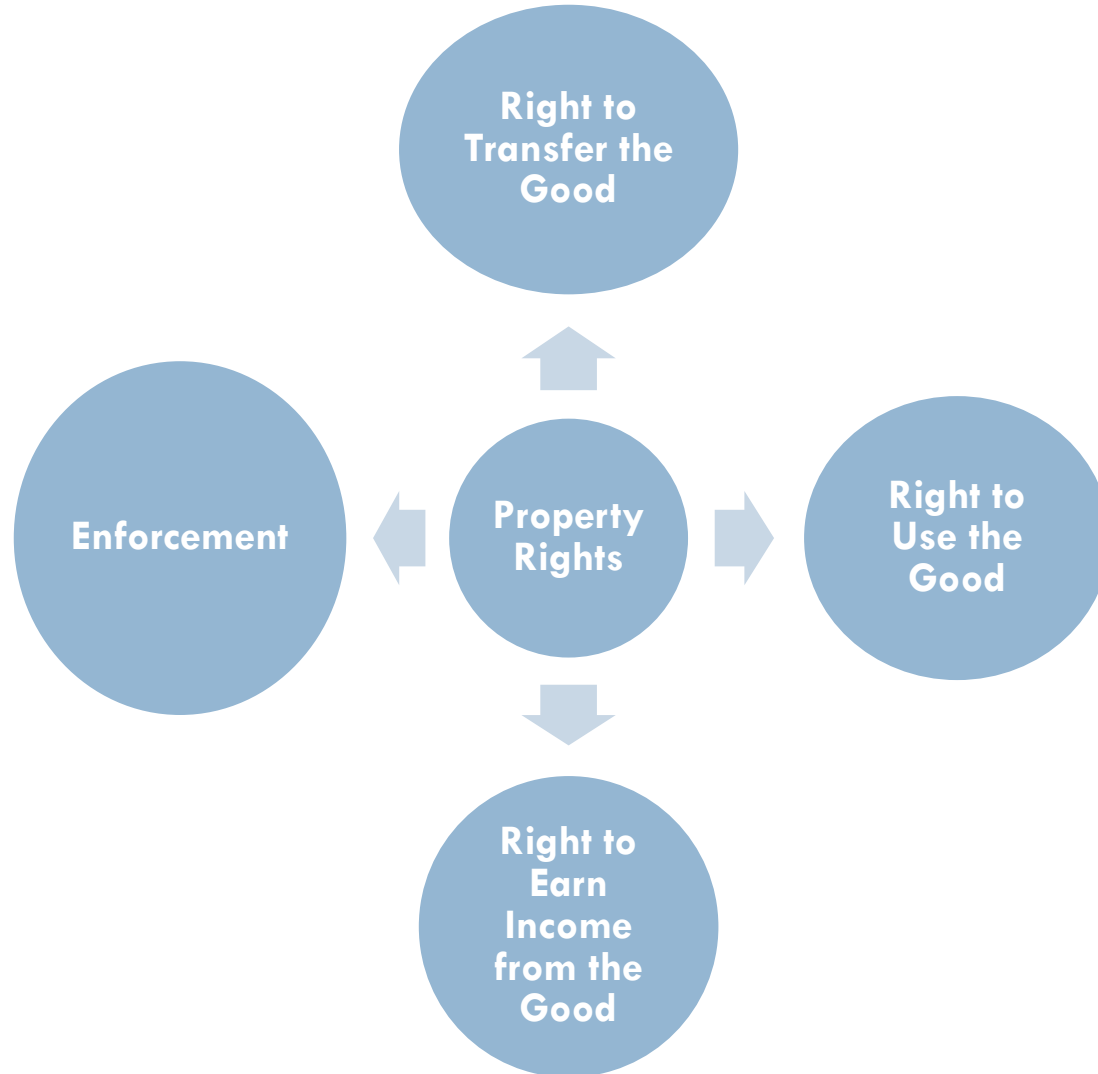 Right to
Transfer the
Good
Enforcement
Property
Rights
Right to
Use the
Good
Right to
Earn
Income
from the
Good